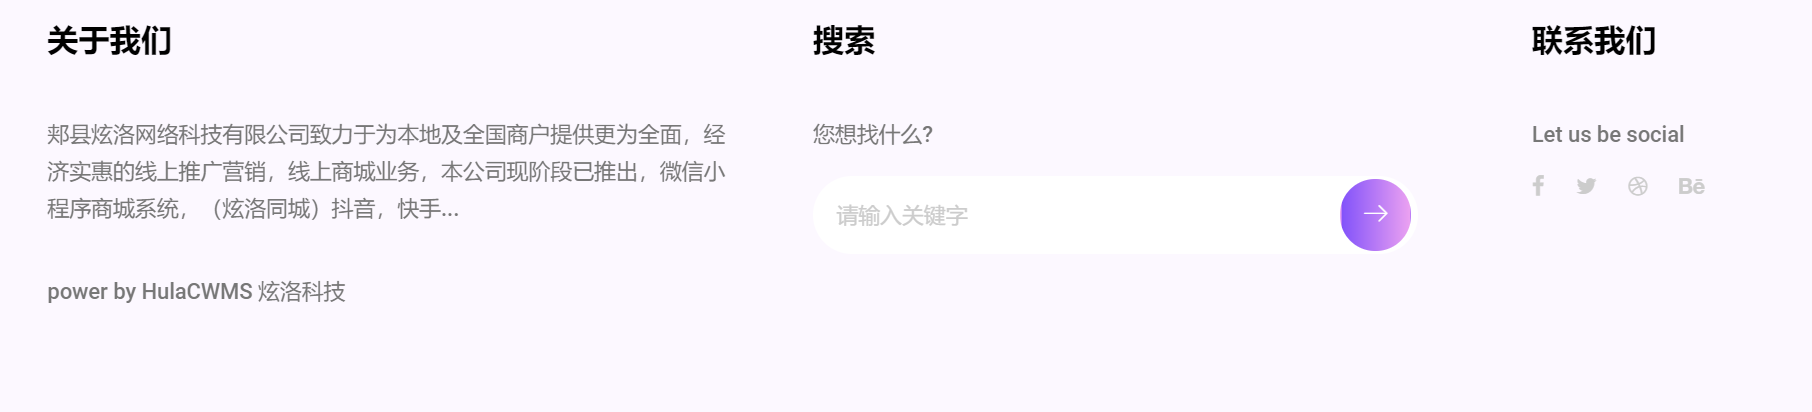 关于我们
郏县炫洛网络科技有限公司致力于为本地及全国商户提供更为全面，经
济实惠的线上推广营销，线上商城业务，本公司现阶段已推出，微信小
程序商城系统，（炫洛同城）抖音，快手...
power by HulaCWMS 炫洛科技
搜索
您想找什么?
请输入关键字
联系我们
Let us be social
Bē